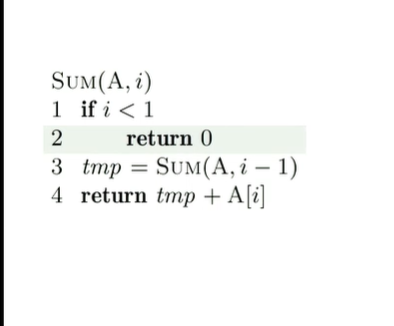 SUM(A, i)
1 if i < 1
2 return 0
3 tmp = SUM(A, i − 1)
4 return tmp + A[i]